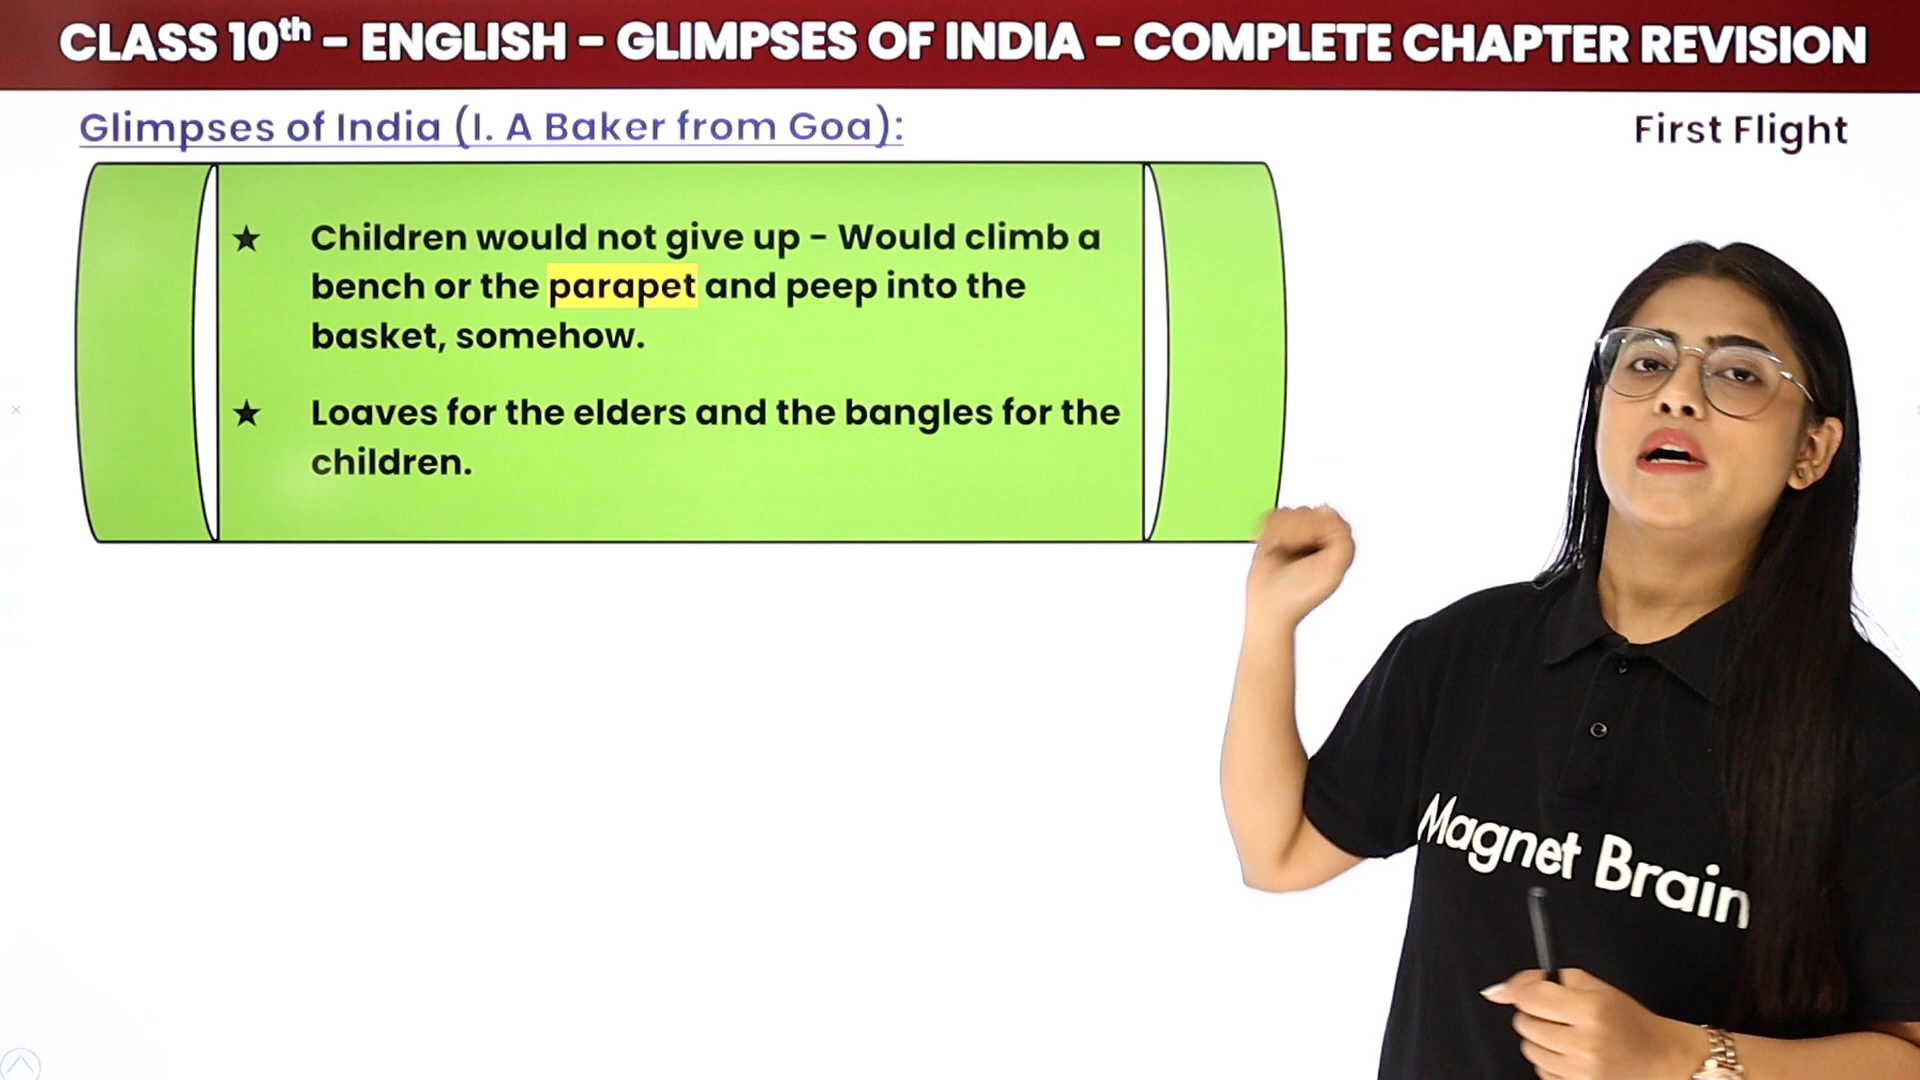 CLASS 10th - ENGLISH - GLIMPSES OF INDIA - COMPLETE CHAPTER REVISION
Glimpses of India (I. A Baker from Goa):
First Flight
★ Children would not give up - Would climb a
bench or the parapet and peep into the
basket, somehow.
★ Loaves for the elders and the bangles for the
children.
Magnet Brain